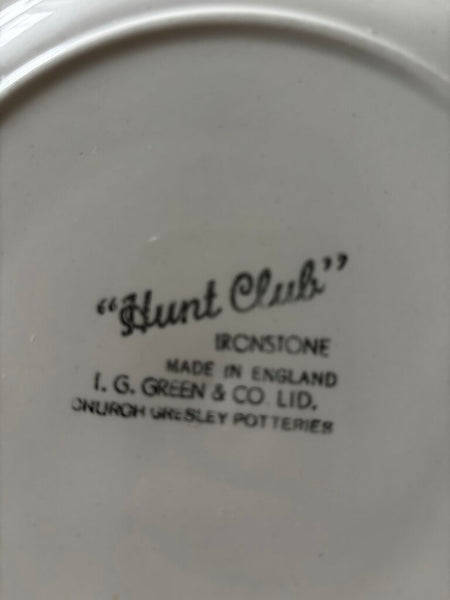 “Hunt Club”
IRONSTONE
MADE IN ENGLAND
I. G. GREEN & CO LTD.
CHURCH GRESLEY POTTERIES